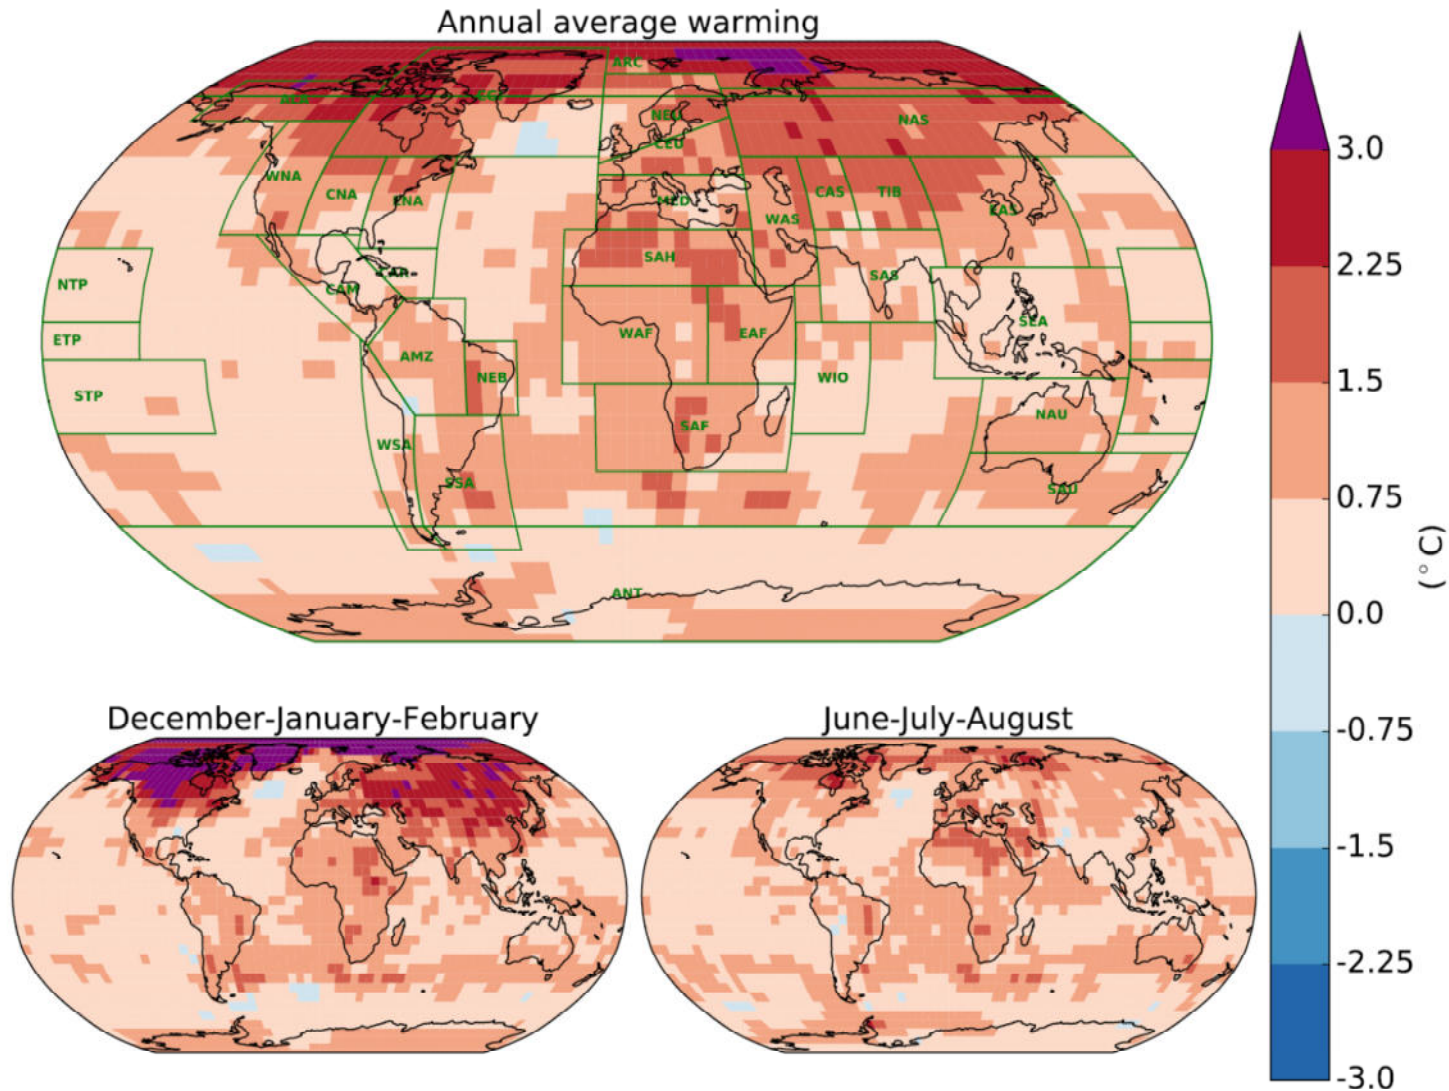 Annual average warming
ARC
ALA
CGI
NEU
NAS
CEU
WNA
CNA
ENA
MED
WAS
CAS
TIB
EAS
SAH
SAS
CAR
CAM
NTP
ETP
STP
WAF
EAF
SEA
AMZ
NEB
WIO
NAU
SAF
WSA
SSA
SAU
ANT
3.0
2.25
1.5
0.75
0.0
-0.75
-1.5
-2.25
-3.0
(°C)
December-January-February
June-July-August